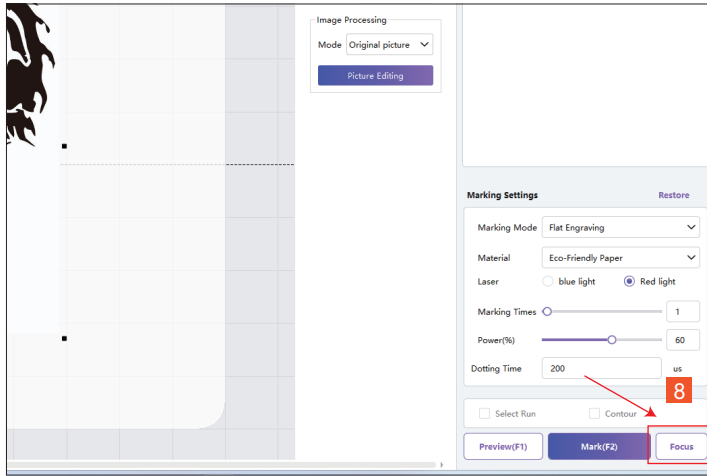 Image Processing
Mode Original picture
Picture Editing
Marking Settings Restore
Marking Mode Flat Engraving
Material Eco-Friendly Paper
Laser blue light Red light
Marking Times 1
Power(%) 60
Dotting Time 200 us
8
Select Run Contour
Preview(F1) Mark(F2) Focus